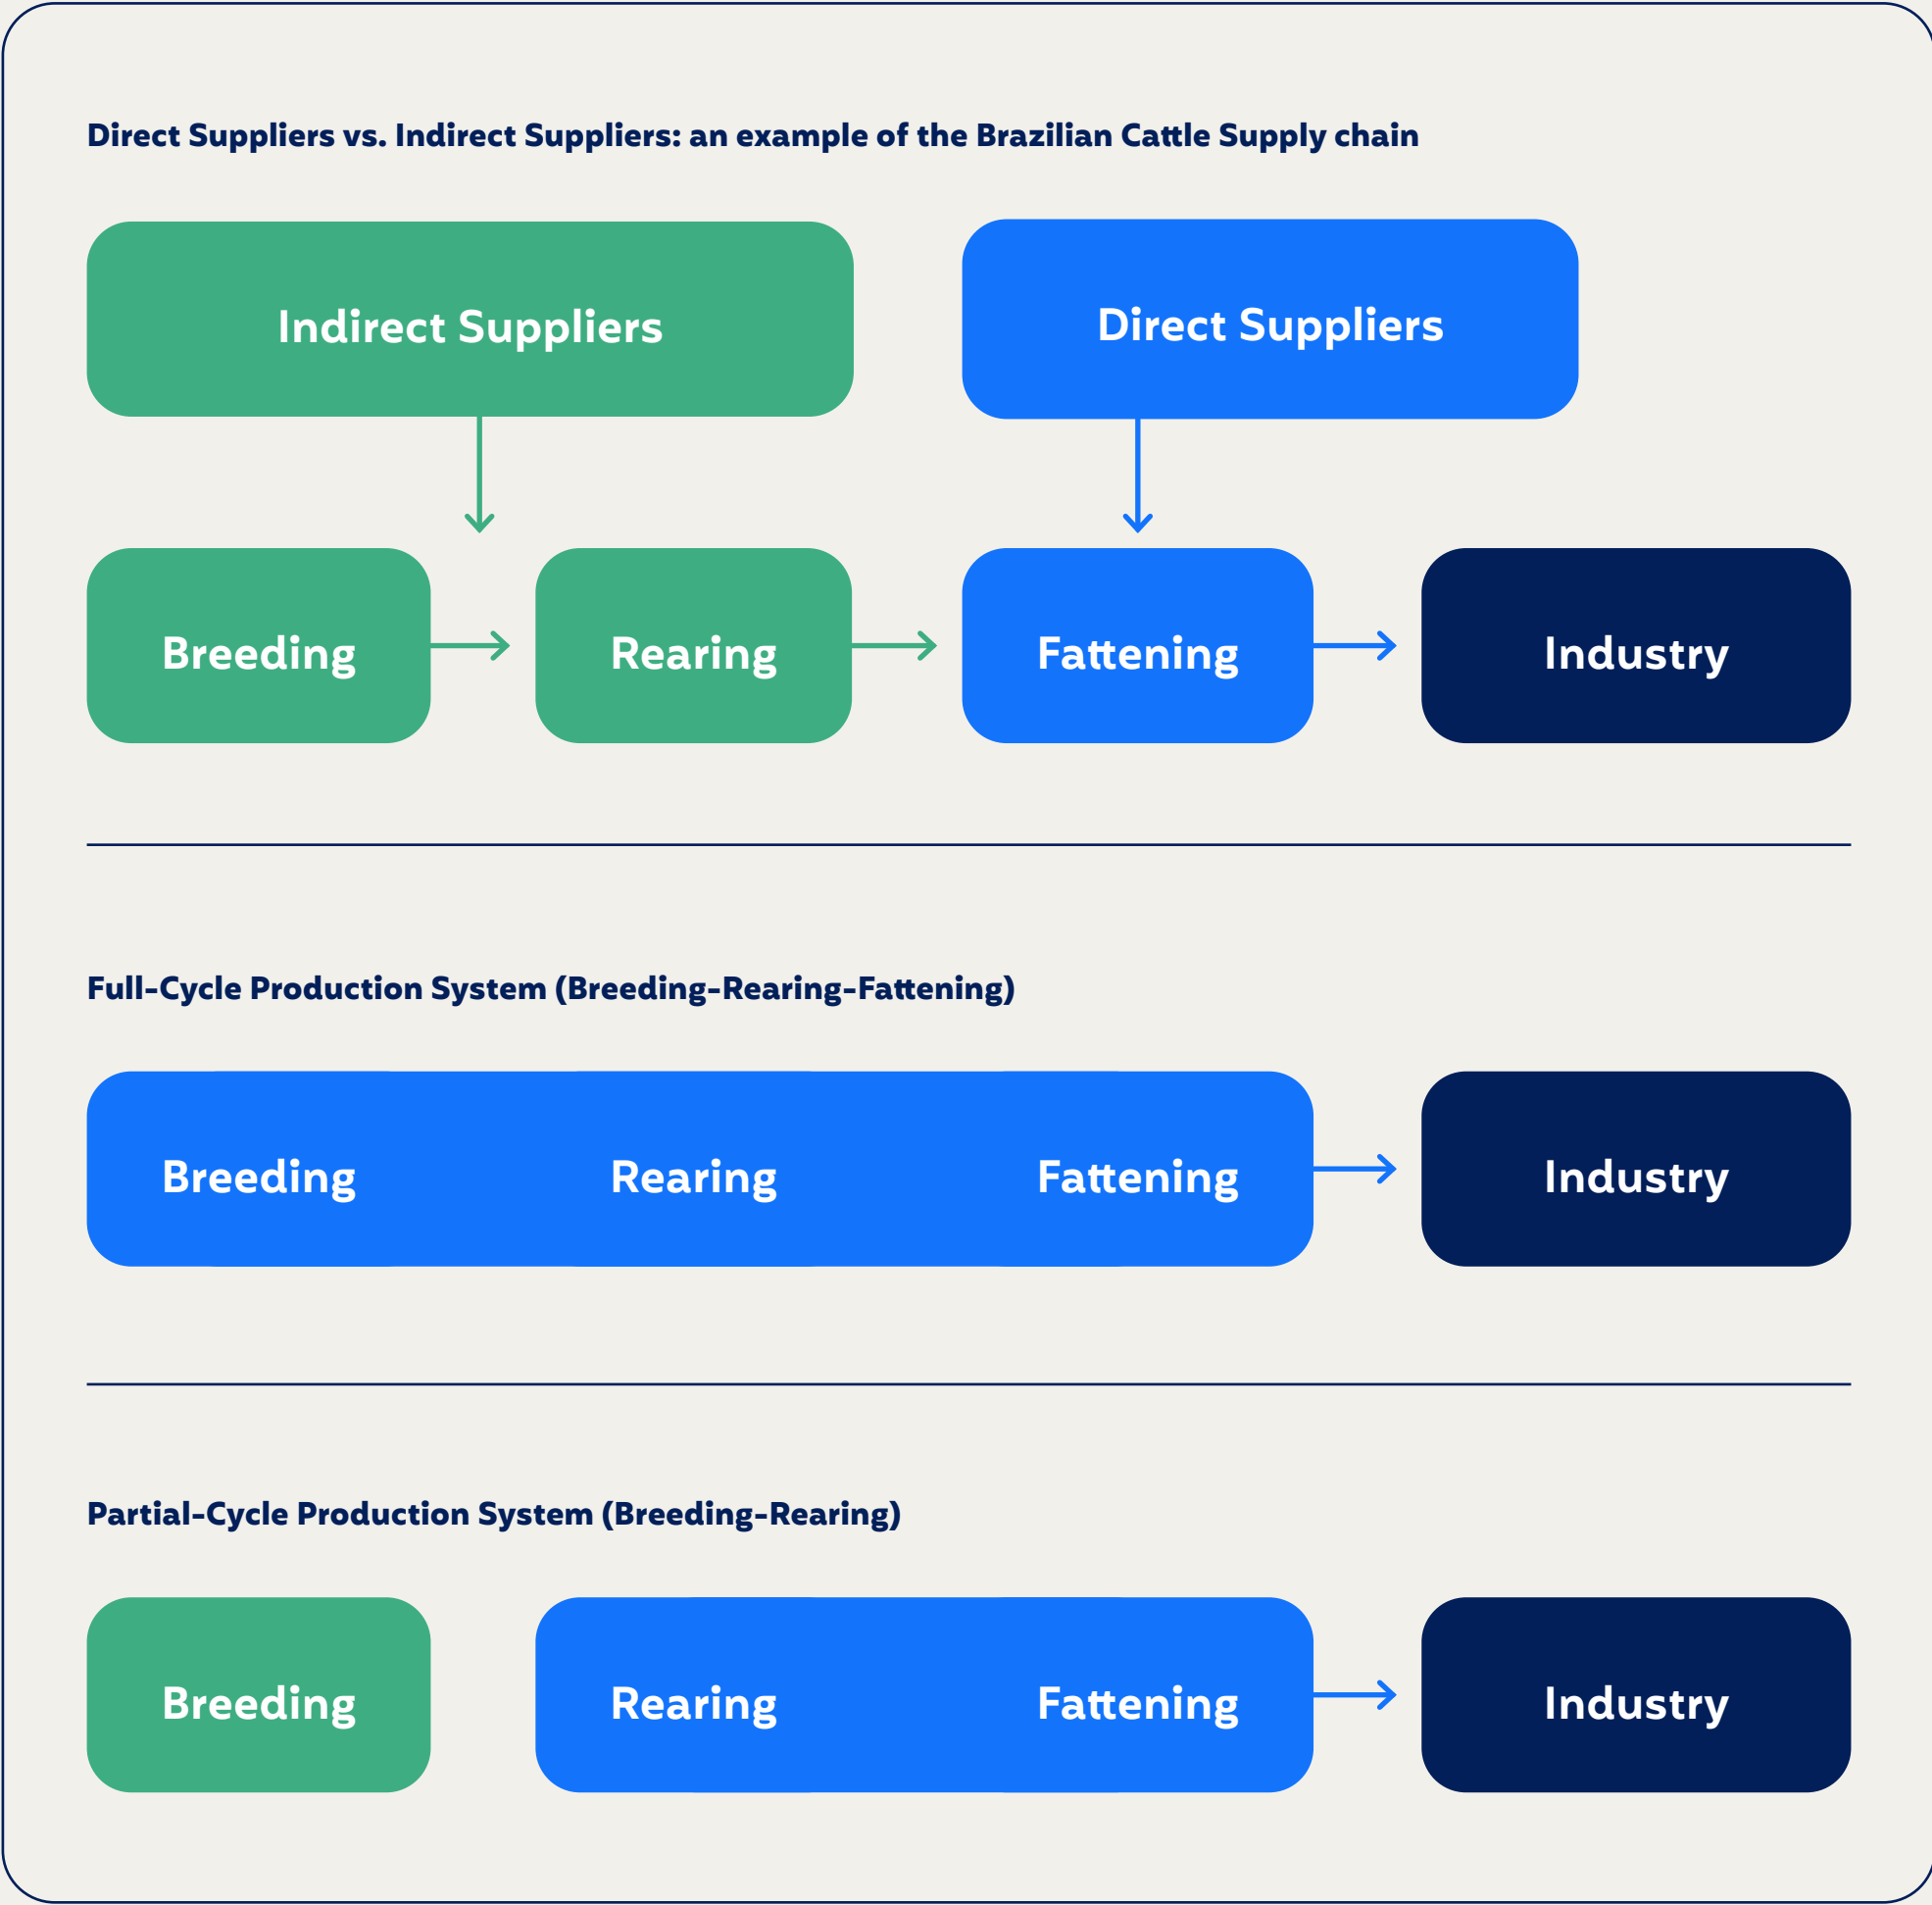 Direct Suppliers vs. Indirect Suppliers: an example of the Brazilian Cattle Supply chain
Indirect Suppliers
Direct Suppliers
Breeding
Rearing
Fattening
Industry
Full-Cycle Production System (Breeding-Rearing-Fattening)
Breeding
Rearing
Fattening
Industry
Partial-Cycle Production System (Breeding-Rearing)
Breeding
Rearing
Fattening
Industry